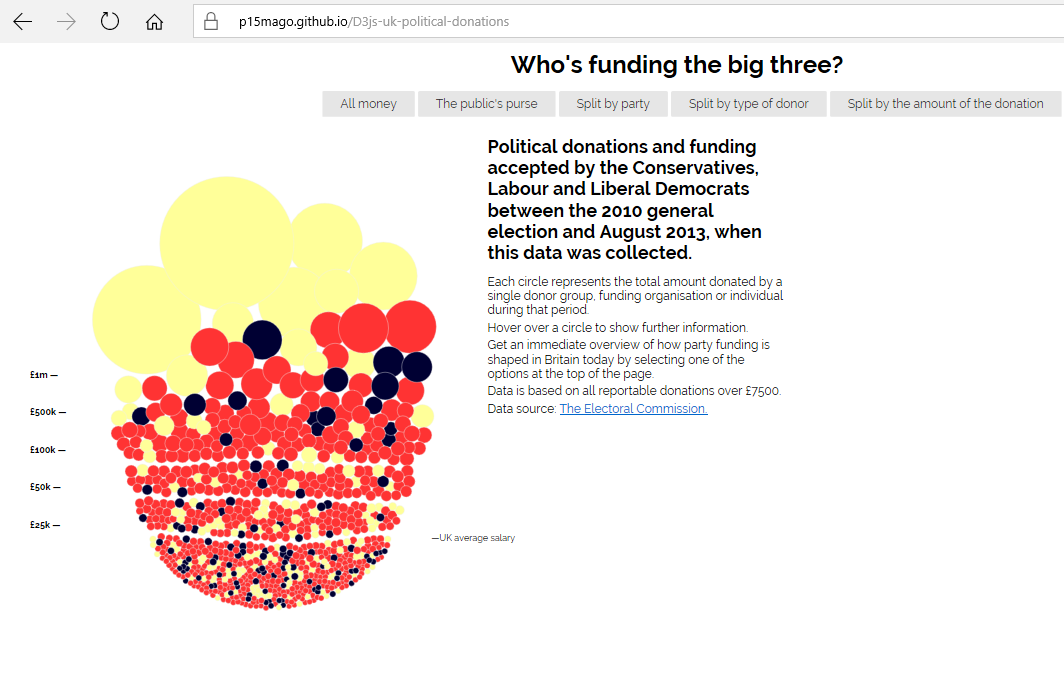 p15mago.github.io/D3js-uk-political-donations
Who's funding the big three?
All money
The public's purse
Split by party
Split by type of donor
Split by the amount of the donation
Political donations and funding
accepted by the Conservatives,
Labour and Liberal Democrats
between the 2010 general
election and August 2013, when
this data was collected.
Each circle represents the total amount donated by a
single donor group, funding organisation or individual
during that period.
Hover over a circle to show further information.
Get an immediate overview of how party funding is
shaped in Britain today by selecting one of the
options at the top of the page.
Data is based on all reportable donations over £7500.
Data source: The Electoral Commission.
£1m —
£500k —
£100k —
£50k —
£25k —
—UK average salary